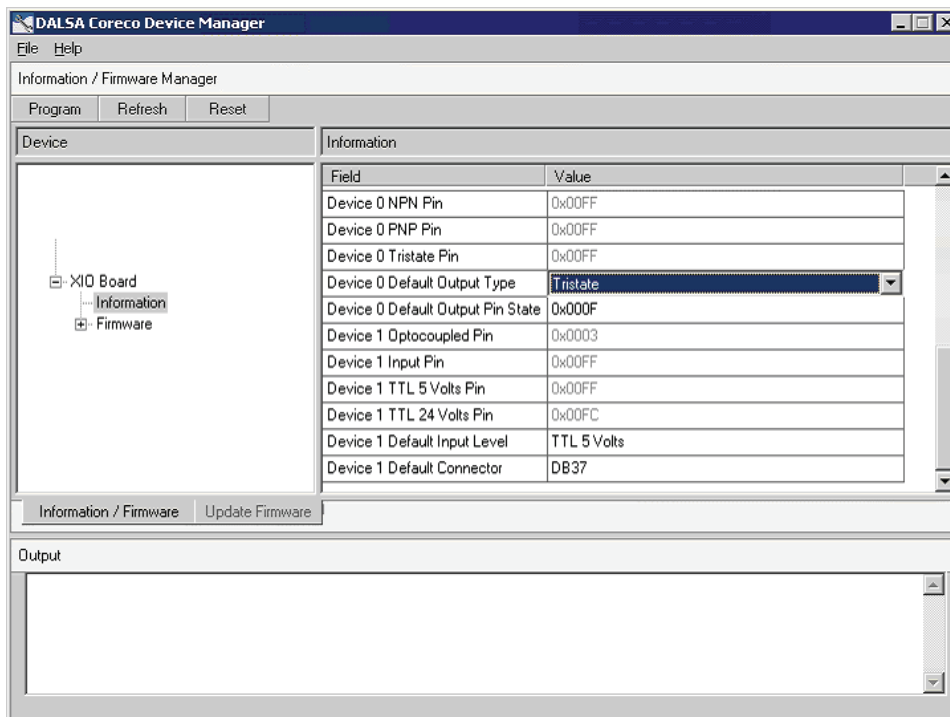 DALSA Coreco Device Manager
File Help
Information / Firmware Manager
Program Refresh Reset
Device Information
Field Value
Device 0 NPN Pin 0x00FF
Device 0 PNP Pin 0x00FF
Device 0 Tristate Pin 0x00FF
XIO Board Device 0 Default Output Type Tristate
Information Device 0 Default Output Pin State 0x000F
Firmware Device 1 Optocoupled Pin 0x0003
Device 1 Input Pin 0x00FF
Device 1 TTL 5 Volts Pin 0x00FF
Device 1 TTL 24 Volts Pin 0x00FC
Device 1 Default Input Level TTL 5 Volts
Device 1 Default Connector DB37
Information / Firmware Update Firmware
Output